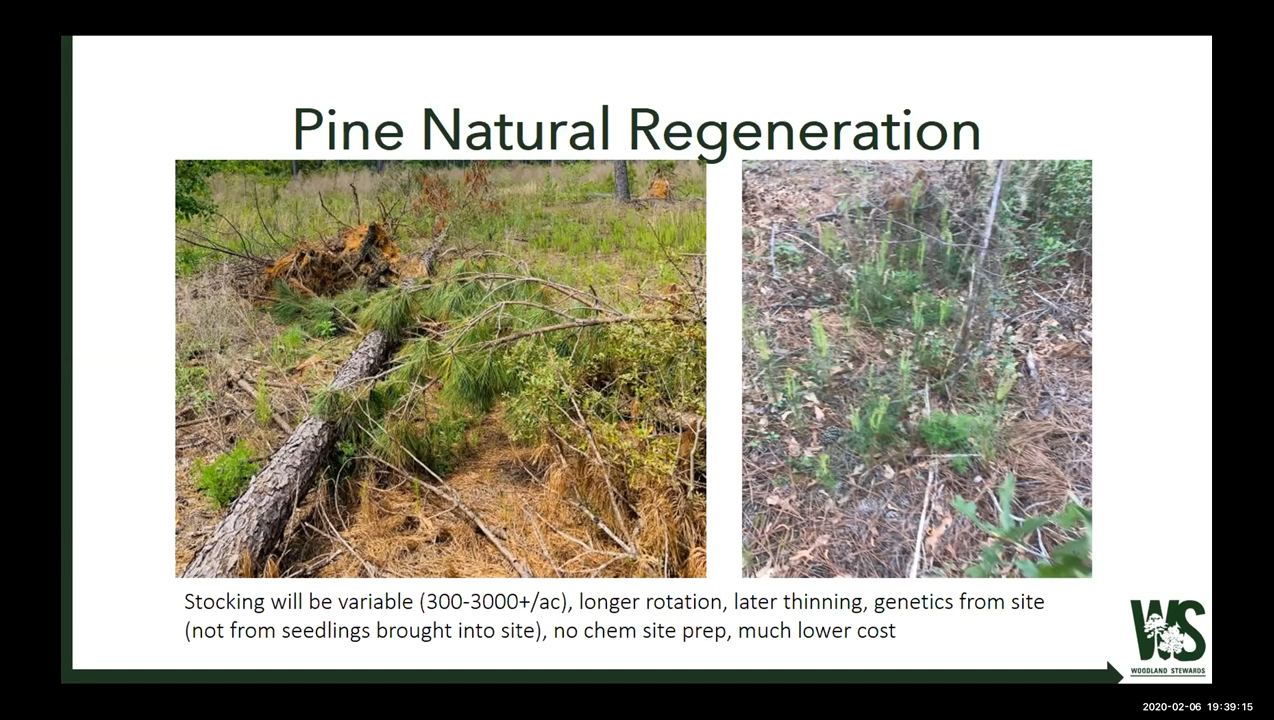 Pine Natural Regeneration
Stocking will be variable (300-3000+/ac), longer rotation, later thinning, genetics from site
(not from seedlings brought into site), no chem site prep, much lower cost
WS
WOODLAND STEWARDS
2020-02-06 19:39:15